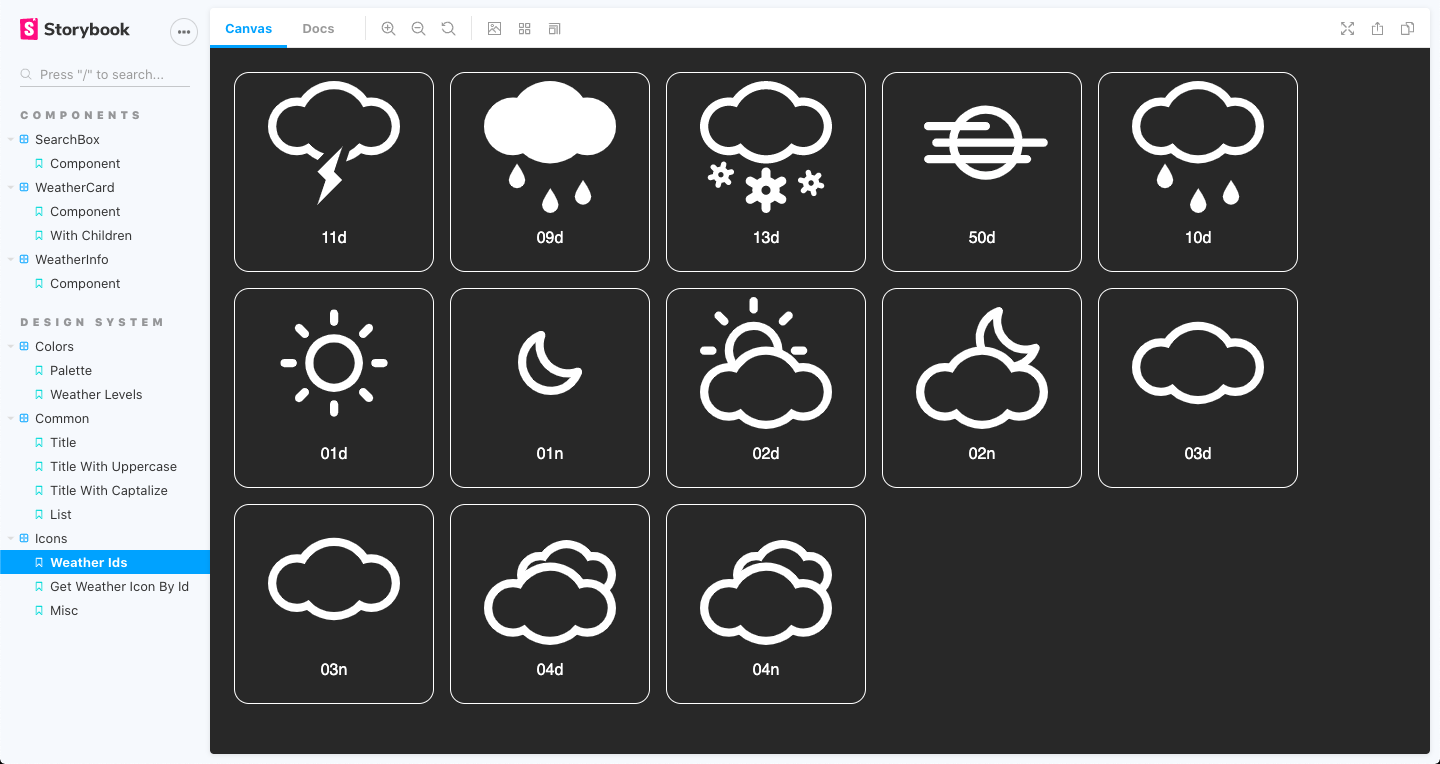 Storybook
Press "/" to search...
COMPONENTS
SearchBox
Component
WeatherCard
Component
With Children
WeatherInfo
Component
DESIGN SYSTEM
Colors
Palette
Weather Levels
Common
Title
Title With Uppercase
Title With Captalize
List
Icons
Weather Ids
Get Weather Icon By Id
Misc
Canvas Docs
11d 09d 13d 50d 10d
01d 01n 02d 02n 03d
03n 04d 04n